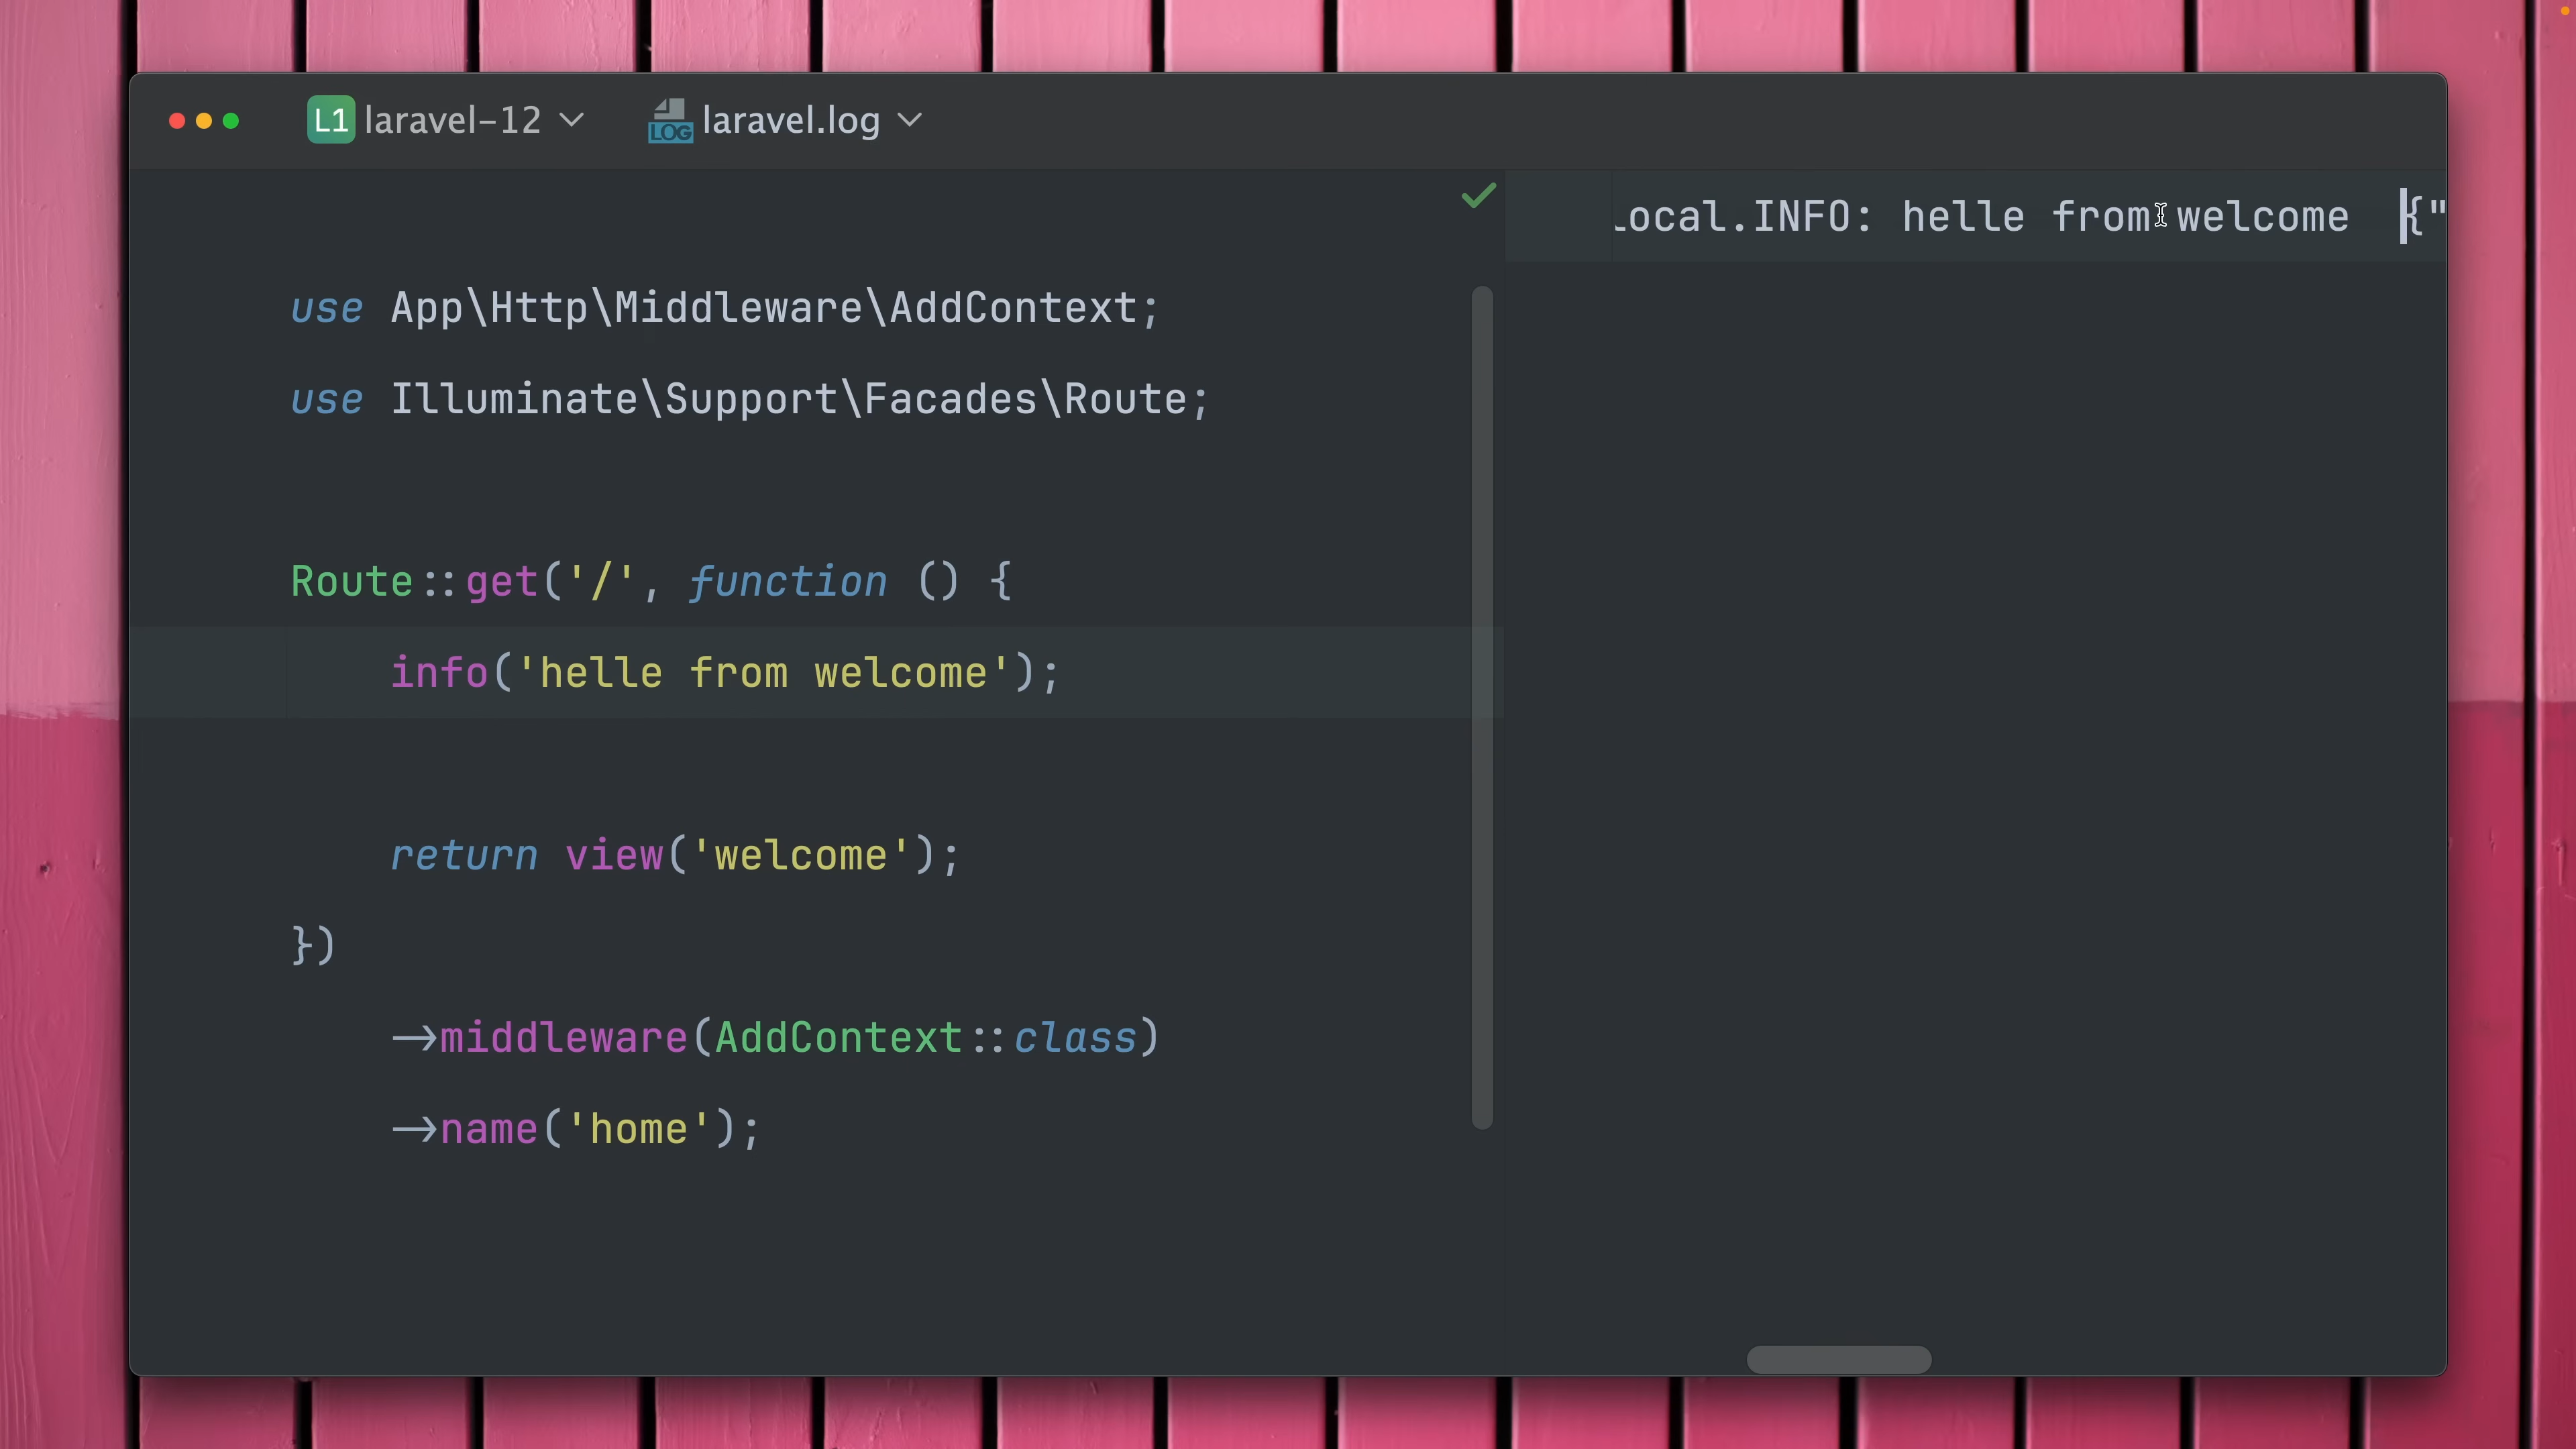 L1 laravel-12
LOG laravel.log
local.INFO: helle from welcome {"
use App\Http\Middleware\AddContext;
use Illuminate\Support\Facades\Route;
Route::get('/', function () {
info('helle from welcome');
return view('welcome');
})
->middleware(AddContext::class)
->name('home');